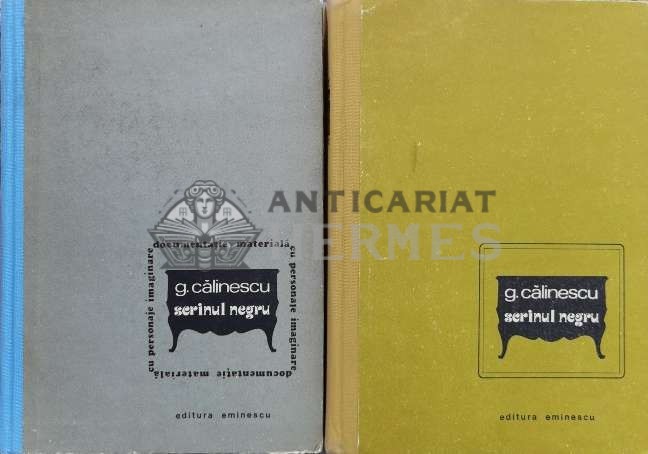 ANTICARIAT
HERMES
documentație materială
cu personaje imaginare
g. călinescu
scrinul negru
cu personaje imaginare
documentație materială
editura eminescu
g. călinescu
scrinul negru
editura eminescu